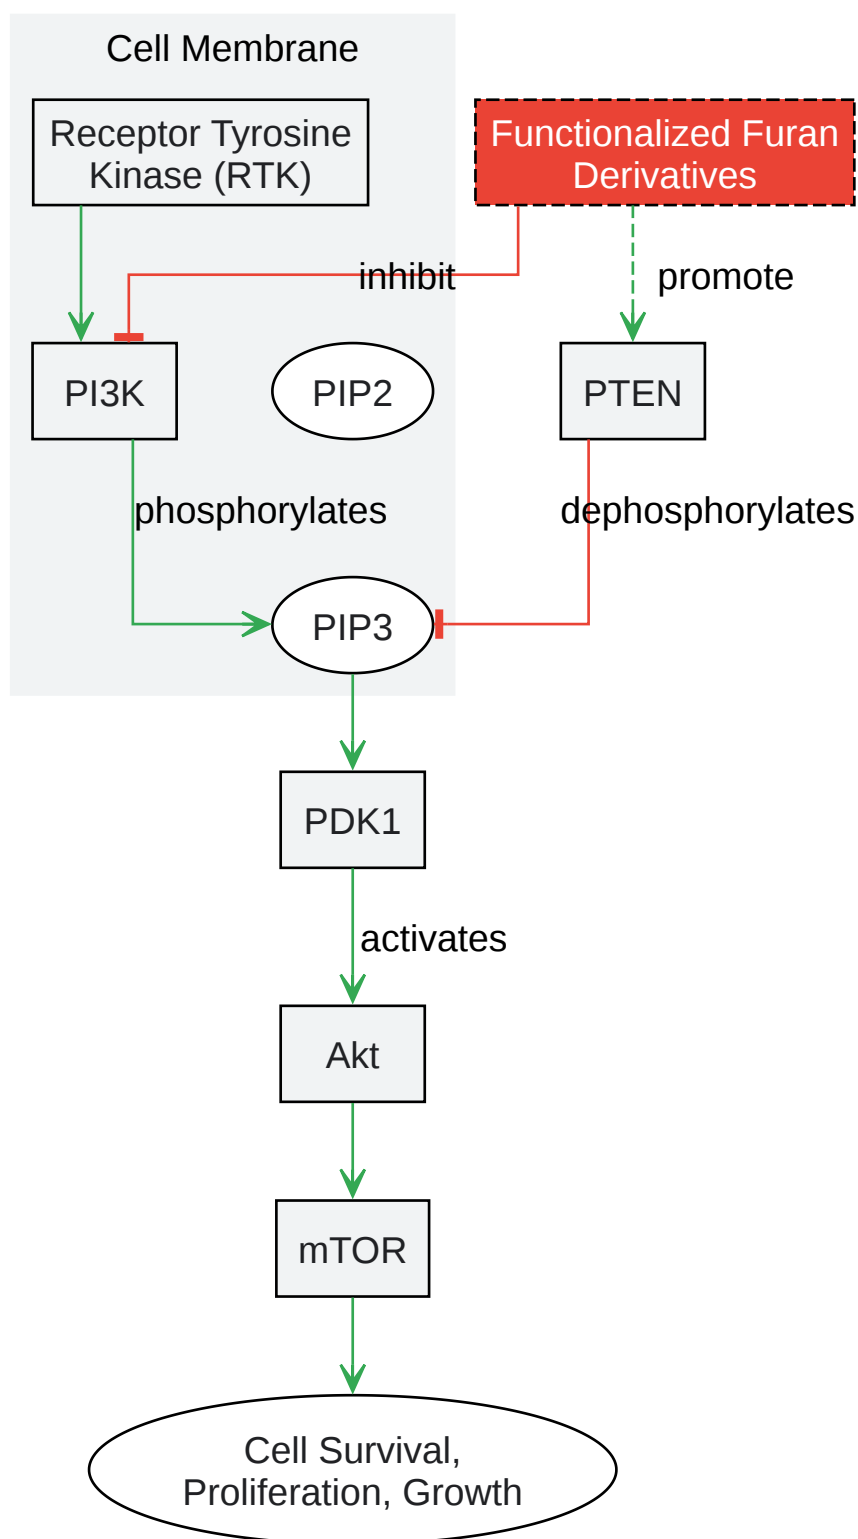 Cell Membrane
Receptor Tyrosine
Kinase (RTK)
Functionalized Furan
Derivatives
inhibit
promote
PI3K
PIP2
PTEN
phosphorylates
dephosphorylates
PIP3
PDK1
activates
Akt
mTOR
Cell Survival,
Proliferation, Growth